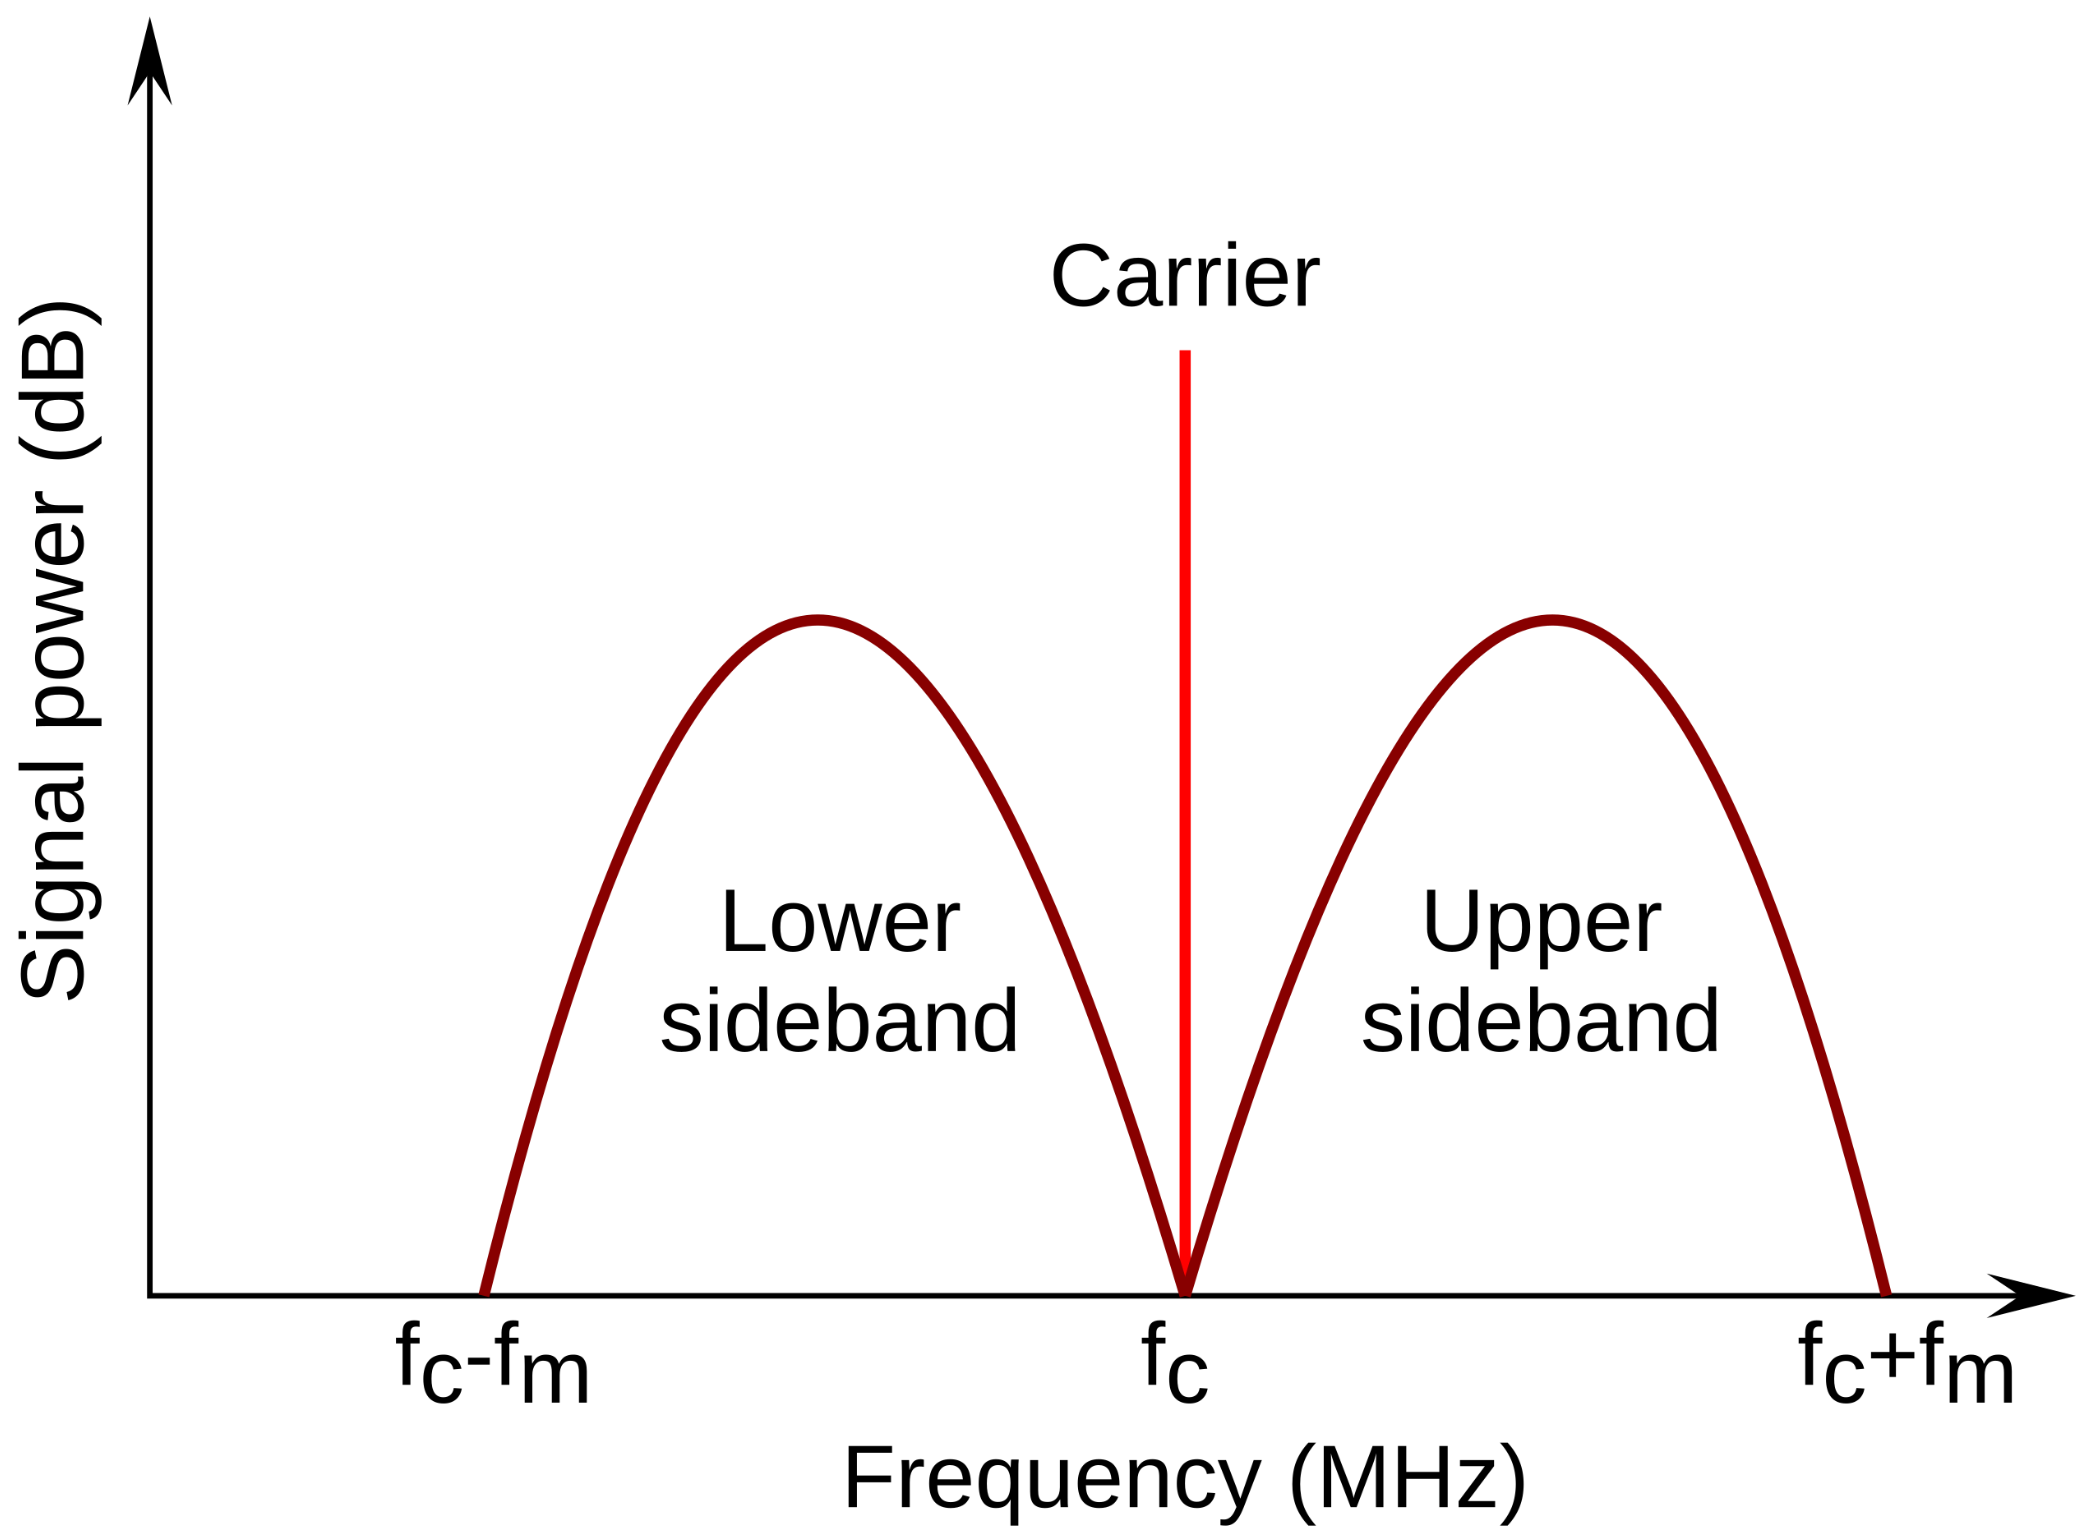 Signal power (dB)
Carrier
Lower
sideband
Upper
sideband
fc-fm
fc
fc+fm
Frequency (MHz)